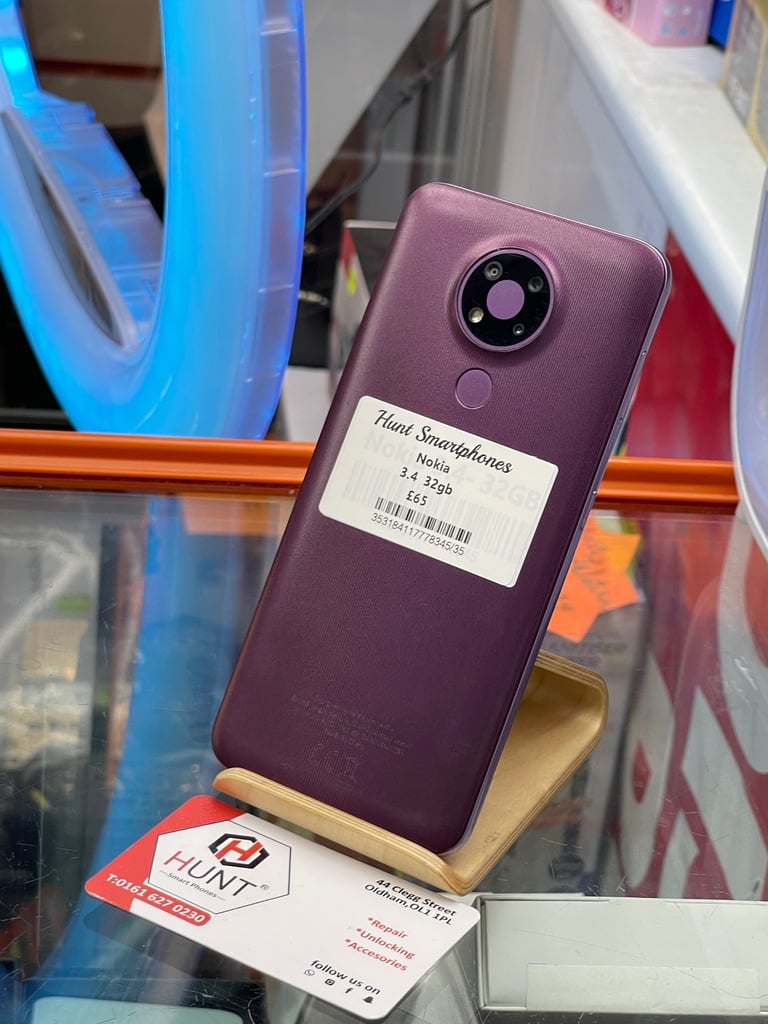 Hunt Smartphones
Nokia
3.4 32gb
£65
353184117778345/35
HUNT®
Smart Phones
T:0161 627 0230
44 Clegg Street
Oldham,OL1 1PL
*Repair
*Unlocking
*Accesories
follow us on